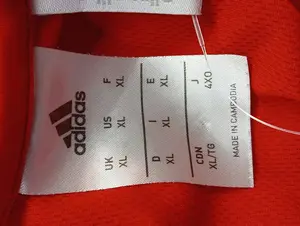 adidas
UK US F
XL XL XL
D I E
XL XL XL
CDN J
XL/TG 4XO
MADE IN CAMBODIA